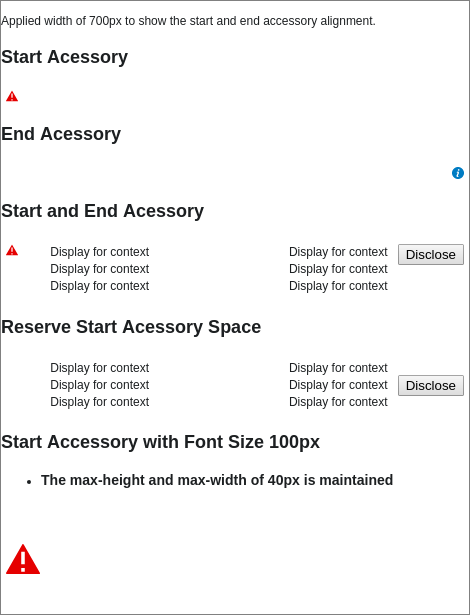 Applied width of 700px to show the start and end accessory alignment.
Start Acessory
End Acessory
Start and End Acessory
Display for context Display for context Disclose
Display for context Display for context
Display for context Display for context
Reserve Start Acessory Space
Display for context Display for context
Display for context Display for context Disclose
Display for context Display for context
Start Accessory with Font Size 100px
• The max-height and max-width of 40px is maintained